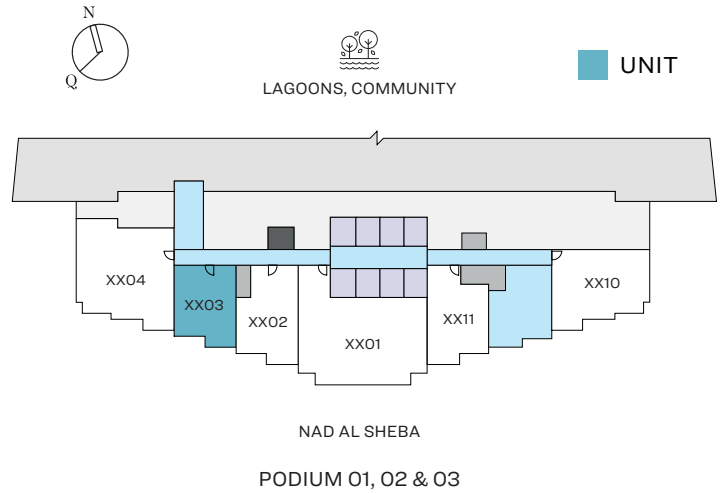 N
Q
LAGOONS, COMMUNITY
UNIT
XX04
XX03
XX02
XX01
XX11
XX10
NAD AL SHEBA
PODIUM 01, 02 & 03